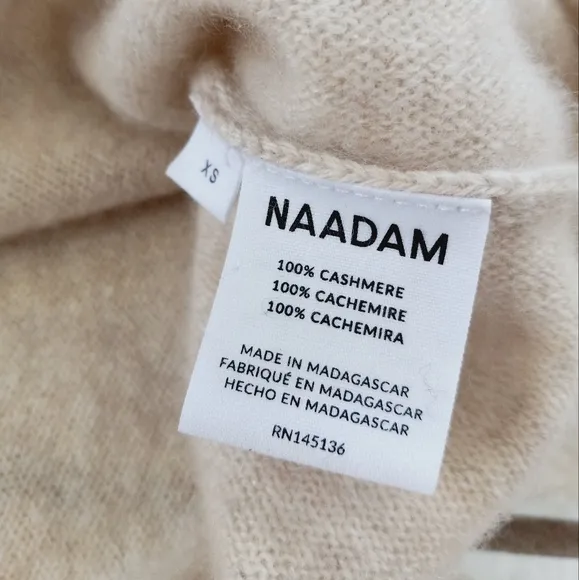 XS
NAADAM
100% CASHMERE
100% CACHEMIRE
100% CACHEMIRA
MADE IN MADAGASCAR
FABRIQUÉ EN MADAGASCAR
HECHO EN MADAGASCAR
RN145136